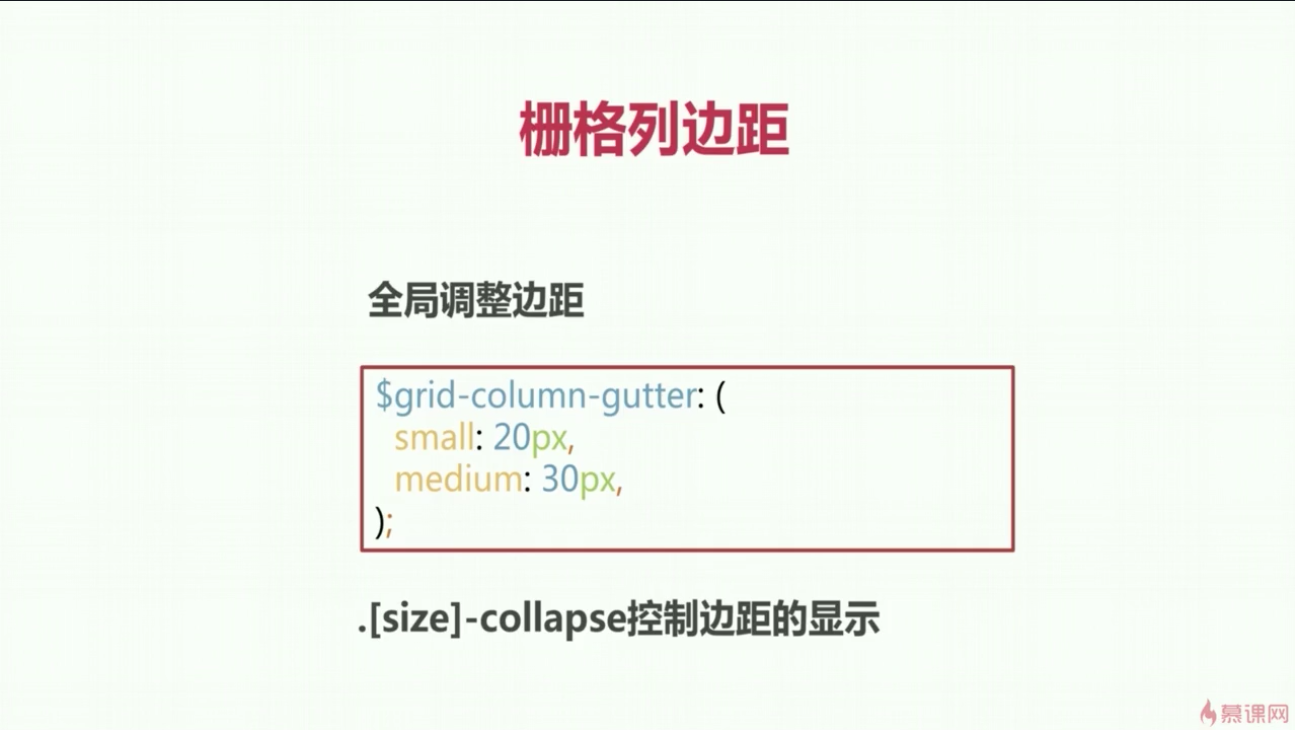 栅格列边距
全局调整边距
$grid-column-gutter: (
small: 20px,
medium: 30px,
);
.[size]-collapse控制边距的显示
慕课网